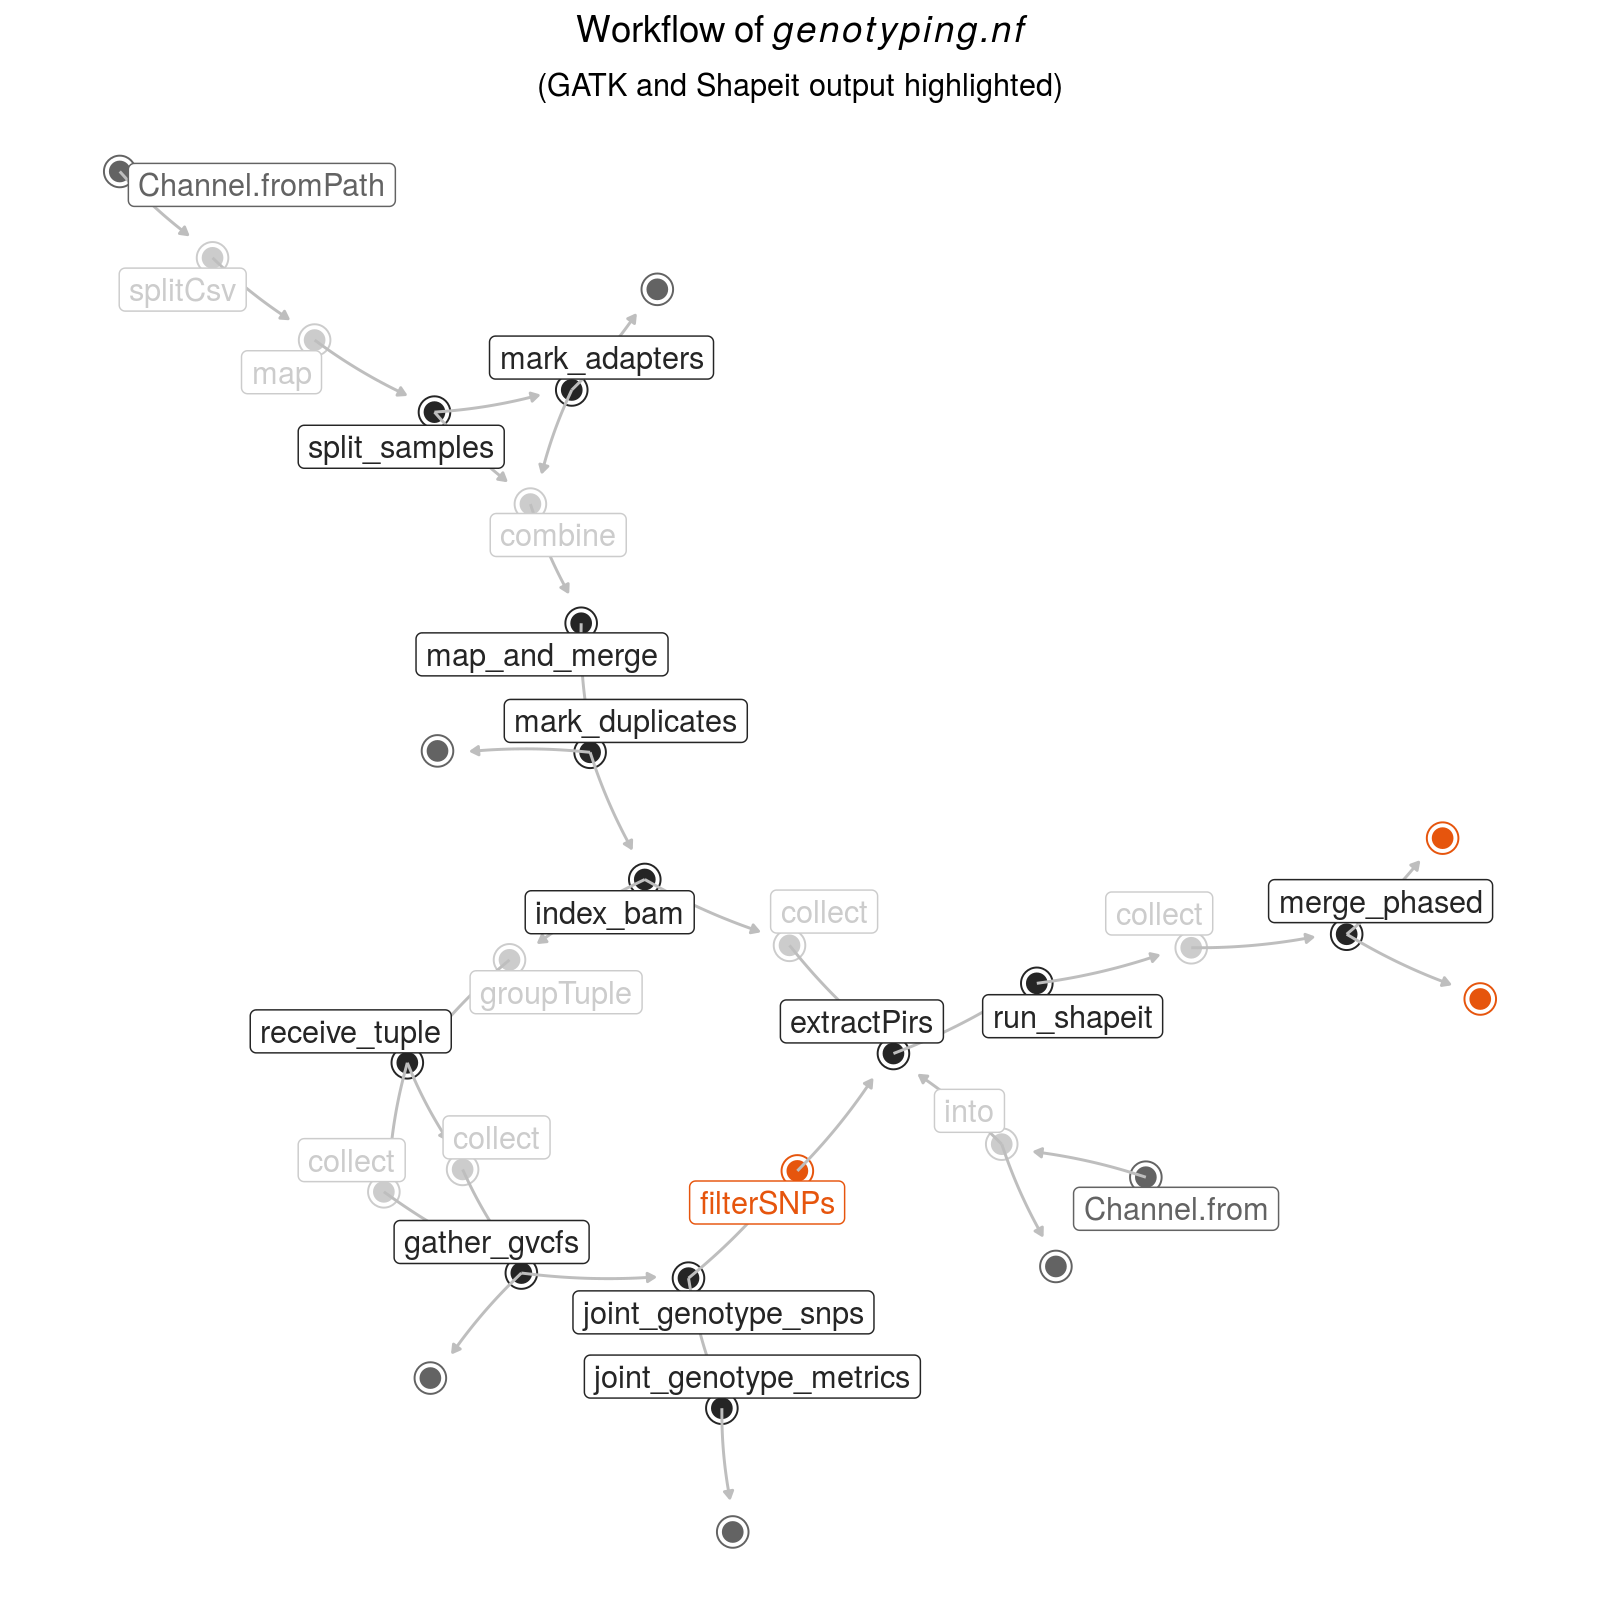 Workflow of genotyping.nf
(GATK and Shapeit output highlighted)
Channel.fromPath
splitCsv
map
mark_adapters
split_samples
combine
map_and_merge
mark_duplicates
index_bam
collect
collect
merge_phased
groupTuple
extractPirs
run_shapeit
receive_tuple
into
collect
collect
filterSNPs
Channel.from
gather_gvcfs
joint_genotype_snps
joint_genotype_metrics